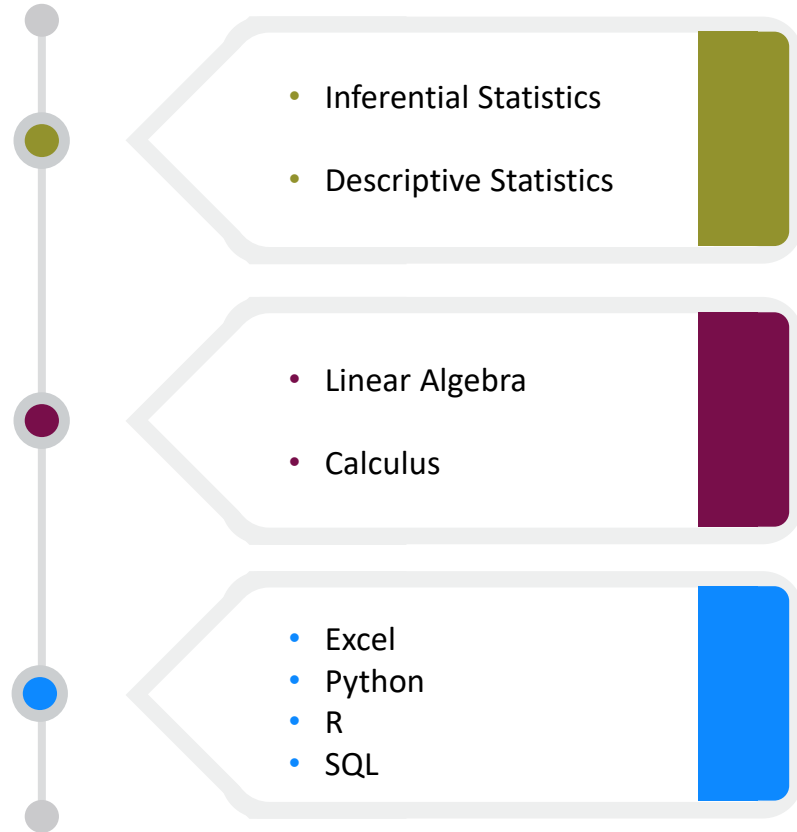 • Inferential Statistics
• Descriptive Statistics
• Linear Algebra
• Calculus
• Excel
• Python
• R
• SQL